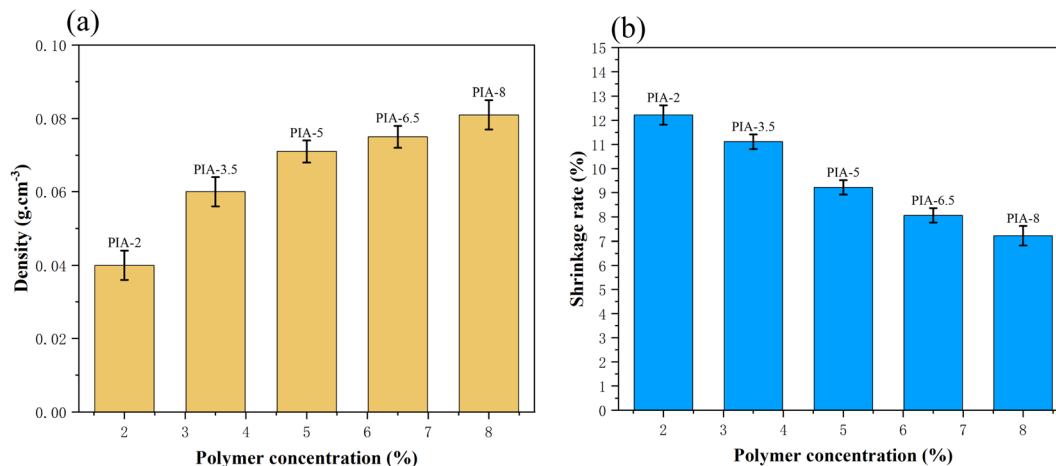 (a)
0.10
0.08
0.06
0.04
0.02
0.00
Density (g.cm⁻³)
PIA-2
PIA-3.5
PIA-5
PIA-6.5
PIA-8
2 3 4 5 6 7 8
Polymer concentration (%)
(b)
15
14
13
12
11
10
9
8
7
6
5
4
3
2
1
0
Shrinkage rate (%)
PIA-2
PIA-3.5
PIA-5
PIA-6.5
PIA-8
2 3 4 5 6 7 8
Polymer concentration (%)